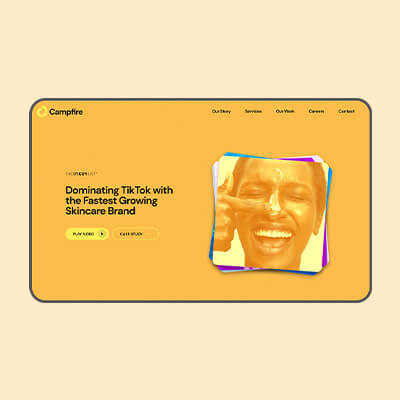 Campfire
Our Story Services Our Work Careers Contact
THE INKEY LIST
Dominating TikTok with
the Fastest Growing
Skincare Brand
PLAY VIDEO CASE STUDY